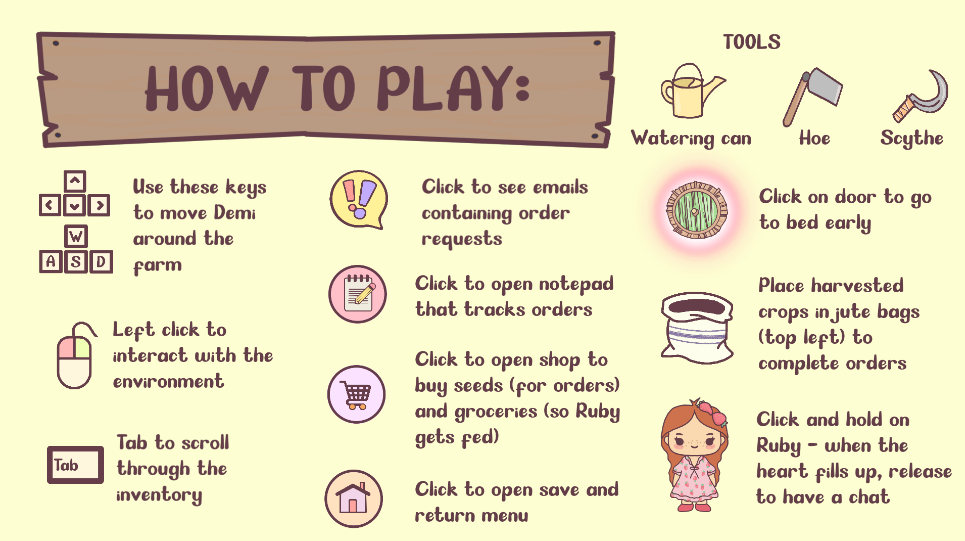 HOW TO PLAY:
TOOLS
Watering can
Hoe
Scythe
W
A S D
Use these keys
to move Demi
around the
farm
Left click to
interact with the
environment
Tab
Tab to scroll
through the
inventory
Click to see emails
containing order
requests
Click to open notepad
that tracks orders
Click to open shop to
buy seeds (for orders)
and groceries (so Ruby
gets fed)
Click to open save and
return menu
Click on door to go
to bed early
Place harvested
crops in jute bags
(top left) to
complete orders
Click and hold on
Ruby - when the
heart fills up, release
to have a chat